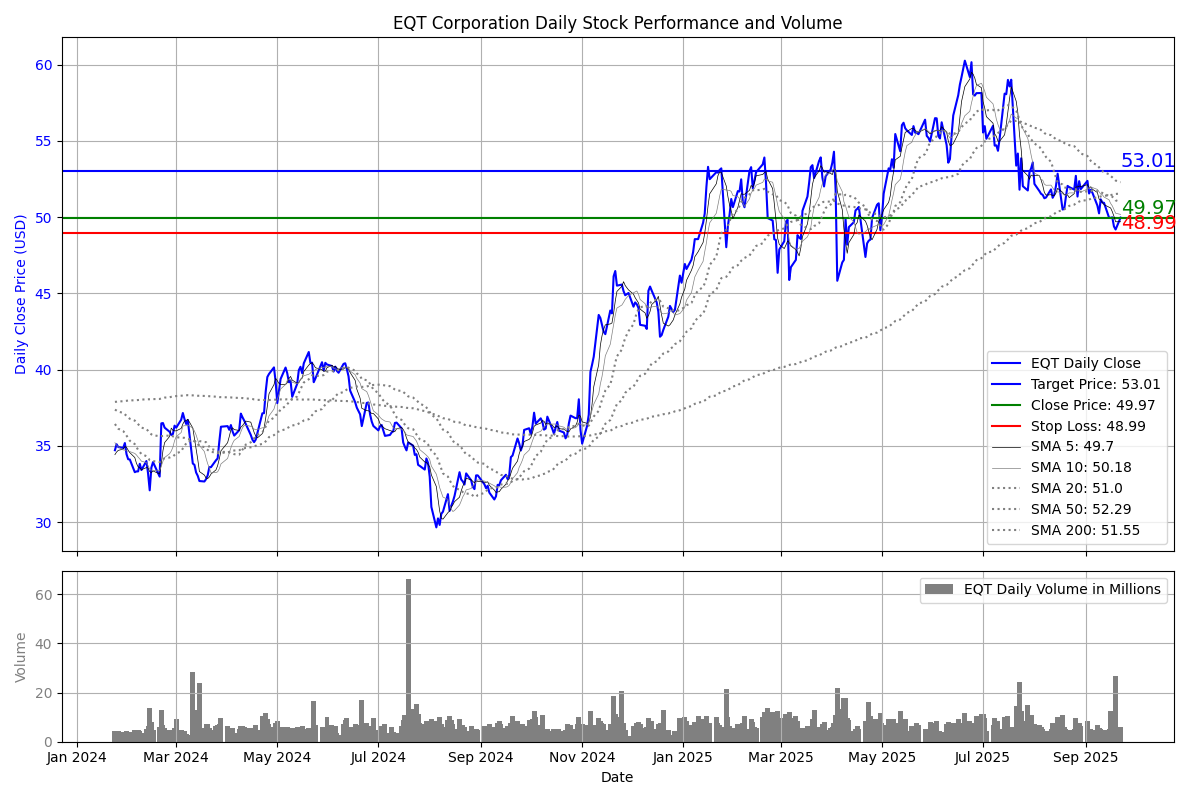 EQT Corporation Daily Stock Performance and Volume
Daily Close Price (USD)
60
55
50
45
40
35
30
53.01
49.97
48.99
EQT Daily Close
Target Price: 53.01
Close Price: 49.97
Stop Loss: 48.99
SMA 5: 49.7
SMA 10: 50.18
SMA 20: 51.0
SMA 50: 52.29
SMA 200: 51.55
Volume
60
40
20
0
EQT Daily Volume in Millions
Jan 2024 Mar 2024 May 2024 Jul 2024 Sep 2024 Nov 2024 Jan 2025 Mar 2025 May 2025 Jul 2025 Sep 2025
Date